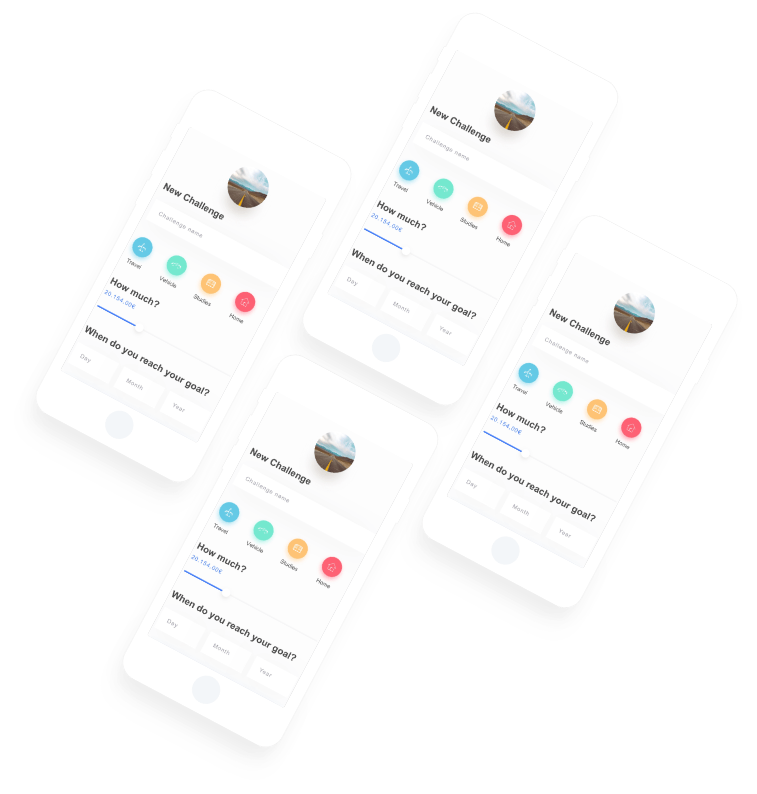 New Challenge
Challenge name
Travel
Vehicle
Studies
Home
How much?
20.154,00€
When do you reach your goal?
Day
Month
Year
New Challenge
Challenge name
Travel
Vehicle
Studies
Home
How much?
20.154,00€
When do you reach your goal?
Day
Month
Year
New Challenge
Challenge name
Travel
Vehicle
Studies
Home
How much?
20.154,00€
When do you reach your goal?
Day
Month
Year
New Challenge
Challenge name
Travel
Vehicle
Studies
Home
How much?
20.154,00€
When do you reach your goal?
Day
Month
Year